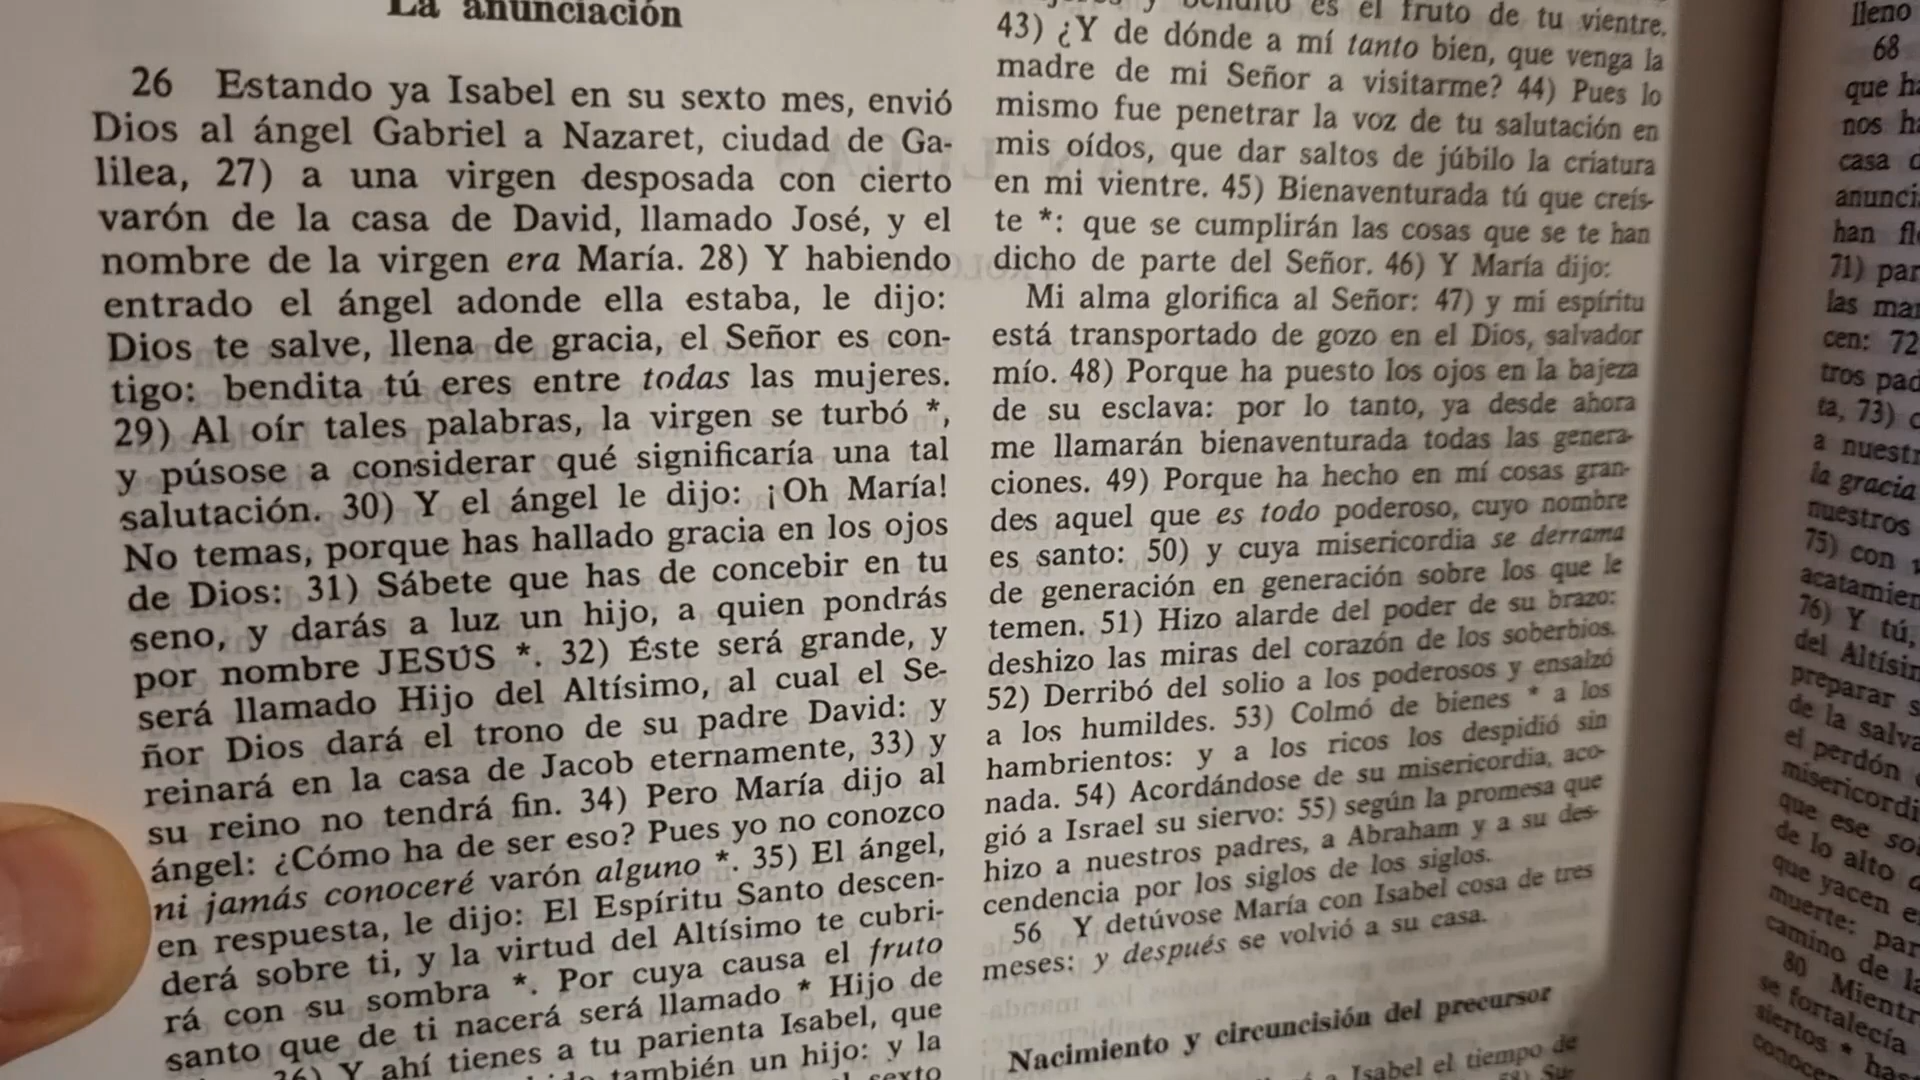 La anunciación
26 Estando ya Isabel en su sexto mes, envió
Dios al ángel Gabriel a Nazaret, ciudad de Ga-
lilea, 27) a una virgen desposada con cierto
varón de la casa de David, llamado José, y el
nombre de la virgen era María. 28) Y habiendo
entrado el ángel adonde ella estaba, le dijo:
Dios te salve, llena de gracia, el Señor es con-
tigo: bendita tú eres entre todas las mujeres.
29) Al oír tales palabras, la virgen se turbó *,
y púsose a considerar qué significaría una tal
salutación. 30) Y el ángel le dijo: ¡Oh María!
No temas, porque has hallado gracia en los ojos
de Dios: 31) Sábete que has de concebir en tu
seno, y darás a luz un hijo, a quien pondrás
por nombre JESÚS *. 32) Éste será grande, y
será llamado Hijo del Altísimo, al cual el Se-
ñor Dios dará el trono de su padre David: y
reinará en la casa de Jacob eternamente, 33) y
su reino no tendrá fin. 34) Pero María dijo al
ángel: ¿Cómo ha de ser eso? Pues yo no conozco
ni jamás conoceré varón alguno *. 35) El ángel,
en respuesta, le dijo: El Espíritu Santo descen-
derá sobre ti, y la virtud del Altísimo te cubri-
rá con su sombra *. Por cuya causa el fruto
santo que de ti nacerá será llamado * Hijo de
36) Y ahí tienes a tu parienta Isabel, que
también un hijo: y la
sexto
y bendito es el fruto de tu vientre.
43) ¿Y de dónde a mí tanto bien, que venga la
madre de mi Señor a visitarme? 44) Pues lo
mismo fue penetrar la voz de tu salutación en
mis oídos, que dar saltos de júbilo la criatura
en mi vientre. 45) Bienaventurada tú que creís-
te *: que se cumplirán las cosas que se te han
dicho de parte del Señor. 46) Y María dijo:
Mi alma glorifica al Señor: 47) y mi espíritu
está transportado de gozo en el Dios, salvador
mío. 48) Porque ha puesto los ojos en la bajeza
de su esclava: por lo tanto, ya desde ahora
me llamarán bienaventurada todas las genera-
ciones. 49) Porque ha hecho en mí cosas gran-
des aquel que es todo poderoso, cuyo nombre
es santo: 50) y cuya misericordia se derrama
de generación en generación sobre los que le
temen. 51) Hizo alarde del poder de su brazo:
deshizo las miras del corazón de los soberbios.
52) Derribó del solio a los poderosos y ensalzó
a los humildes. 53) Colmó de bienes * a los
hambrientos: y a los ricos los despidió sin
nada. 54) Acordándose de su misericordia, aco-
gió a Israel su siervo: 55) según la promesa que
hizo a nuestros padres, a Abraham y a su des-
cendencia por los siglos de los siglos.
56 Y detúvose María con Isabel cosa de tres
meses: y después se volvió a su casa.
Nacimiento y circuncisión del precursor
Isabel el tiempo de
lleno
68
que
nos
casa
han
71) par
las
cen: 72
tros
ta, 73)
a
la gracia
nuestros
75) con
76) Y tú,
del
preparar
de la
el perdón
que ese
de lo alto
que yacen
muerte:
camino de
80
se fortalecía
siertos *